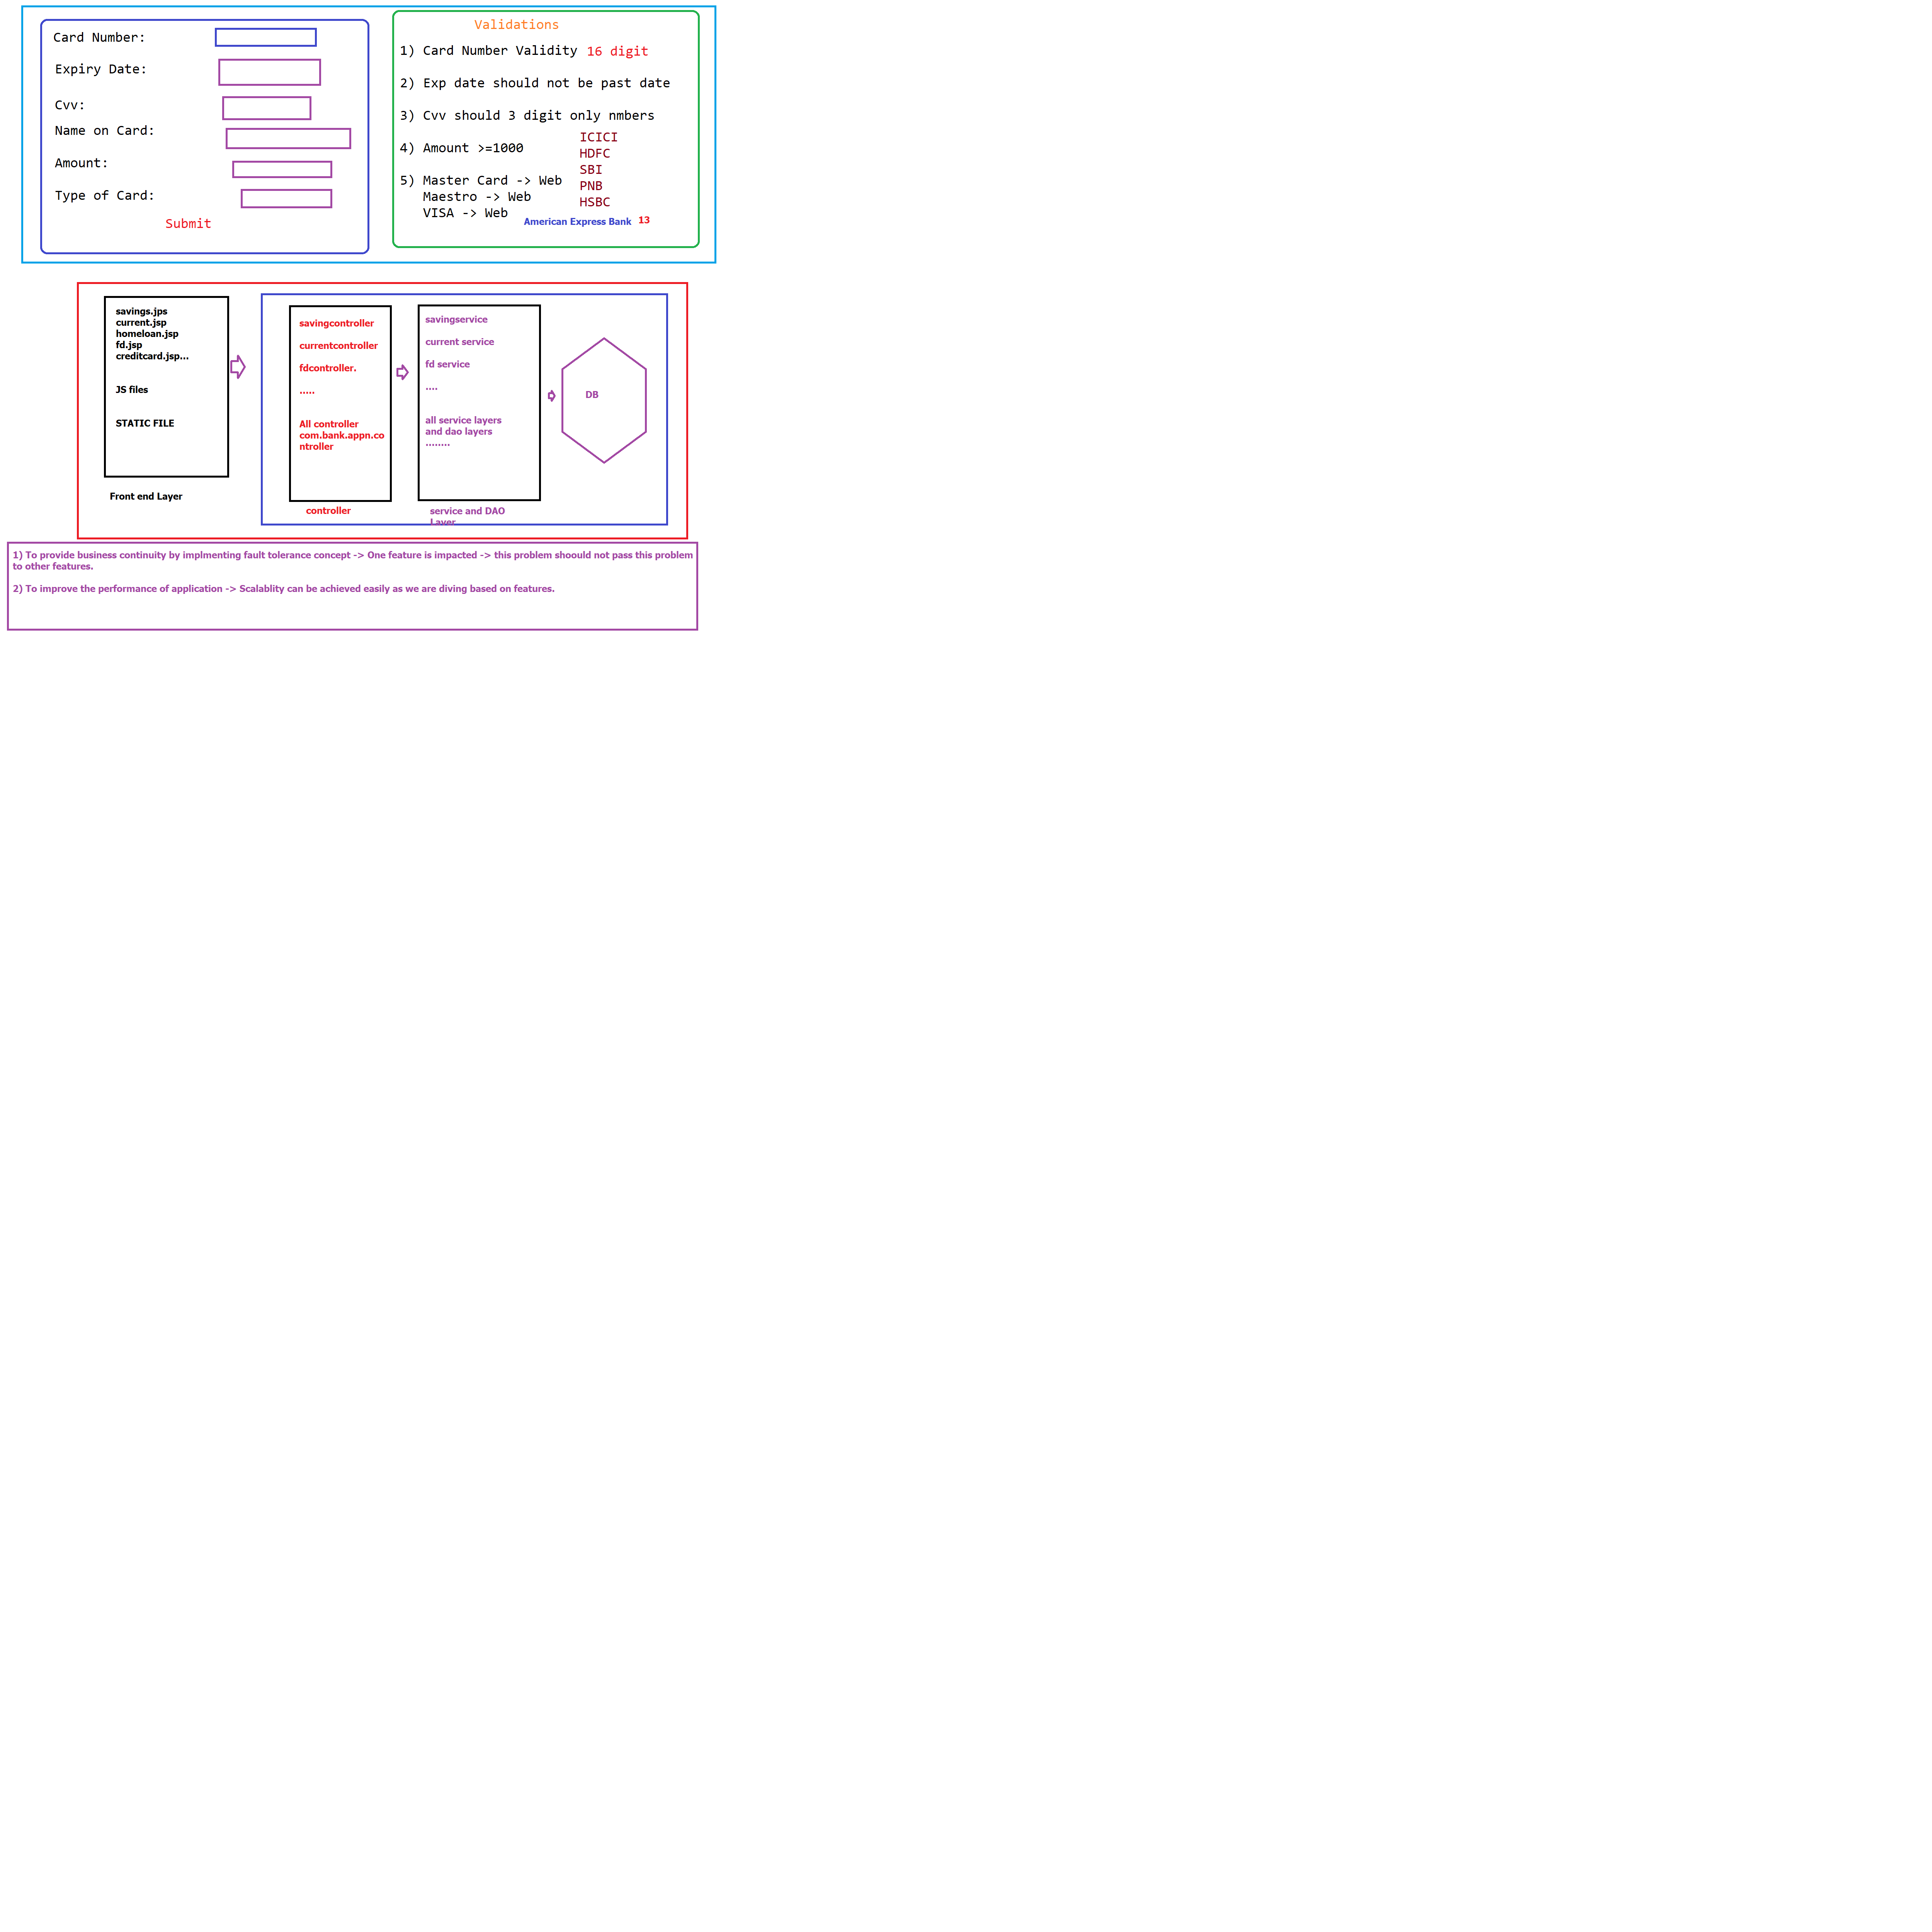 Card Number:
Expiry Date:
Cvv:
Name on Card:
Amount:
Type of Card:
Submit
Validations
1) Card Number Validity 16 digit
2) Exp date should not be past date
3) Cvv should 3 digit only nmbers
4) Amount >=1000
5) Master Card -> Web
Maestro -> Web
VISA -> Web
ICICI
HDFC
SBI
PNB
HSBC
American Express Bank 13
savings.jps
current.jsp
homeloan.jsp
fd.jsp
creditcard.jsp...
JS files
STATIC FILE
Front end Layer
savingcontroller
currentcontroller
fdcontroller.
.....
All controller
com.bank.appn.co
ntroller
controller
savingservice
current service
fd service
....
all service layers
and dao layers
........
service and DAO
Layer
DB
1) To provide business continuity by implmenting fault tolerance concept -> One feature is impacted -> this problem shoould not pass this problem
to other features.
2) To improve the performance of application -> Scalablity can be achieved easily as we are diving based on features.